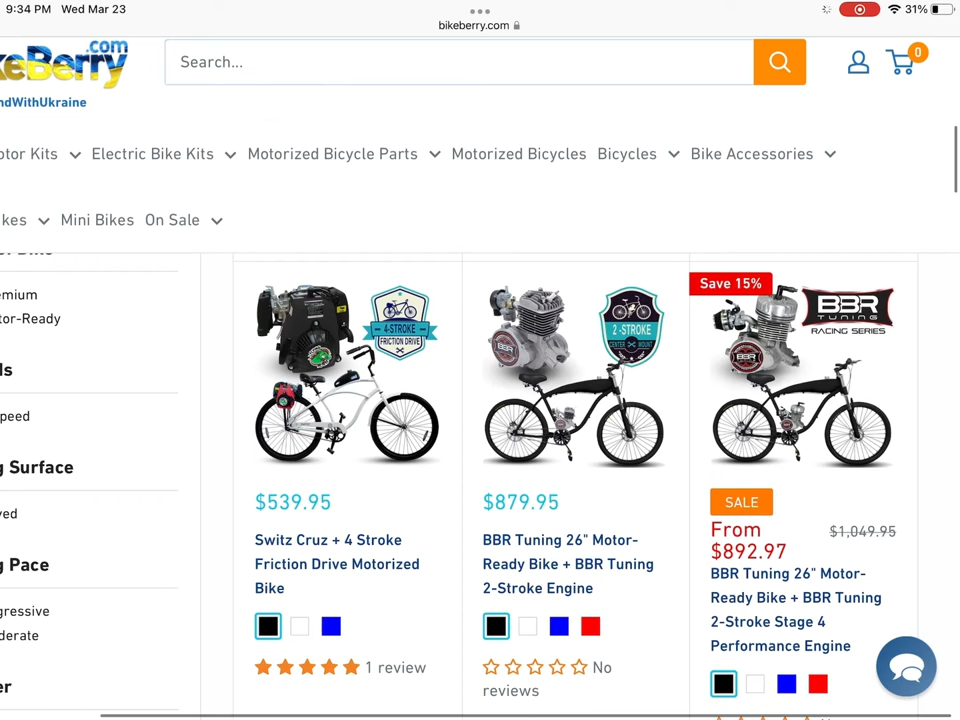 9:34 PM Wed Mar 23
31%
bikeberry.com
keBerry.com
ndWithUkraine
Search...
0
otor Kits Electric Bike Kits Motorized Bicycle Parts Motorized Bicycles Bicycles Bike Accessories
kes Mini Bikes On Sale
emium
tor-Ready
ds
peed
g Surface
ved
g Pace
gressive
derate
er
4-STROKE
FRICTION DRIVE
2-STROKE
CENTER MOUNT
Save 15%
BBR
TUNING
RACING SERIES
BBR
$539.95
Switz Cruz + 4 Stroke
Friction Drive Motorized
Bike
1 review
$879.95
BBR Tuning 26" Motor-
Ready Bike + BBR Tuning
2-Stroke Engine
No
reviews
SALE
From
$892.97
$1,049.95
BBR Tuning 26" Motor-
Ready Bike + BBR Tuning
2-Stroke Stage 4
Performance Engine